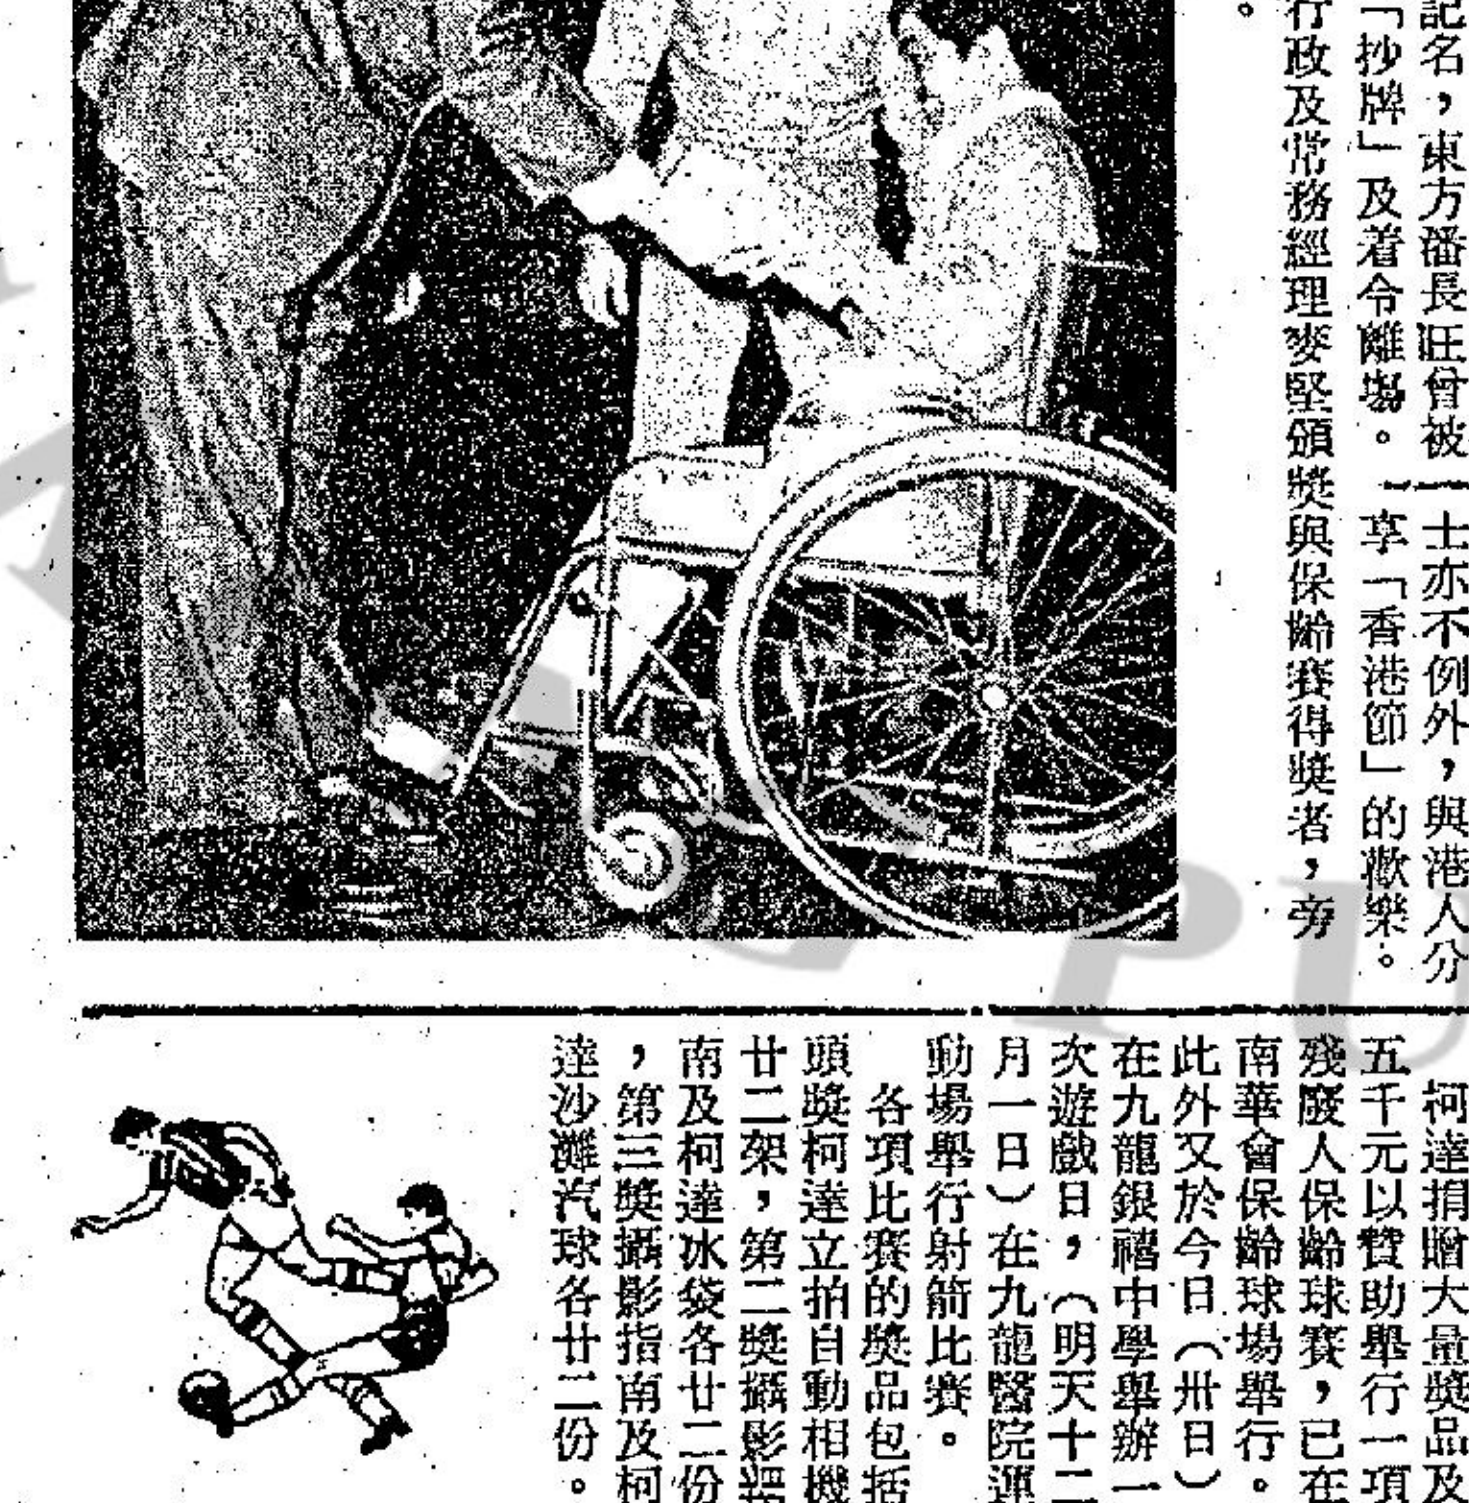 記名，東方潘長旺曾被
「抄牌」及着令離場。
士亦不例外，與港人分
享「香港節」的歡樂。
行政及常務經理麥堅頒獎與保齡賽得獎者，旁
。
柯達捐贈大量獎品及
五千元以贊助舉行一項
殘廢人保齡球賽，已在
南華會保齡球場舉行。
此外又於今日（卅日）
在九龍銀禧中學舉辦一
次遊戲日，（明天十二
月一日）在九龍醫院運
動場舉行射箭比賽。
各項比賽的獎品包括
頭獎柯達立拍自動相機
廿二架，第二獎攝影
南及柯達冰袋各廿二份
，第三獎攝影指南及柯
達沙灘汽球各廿二份。